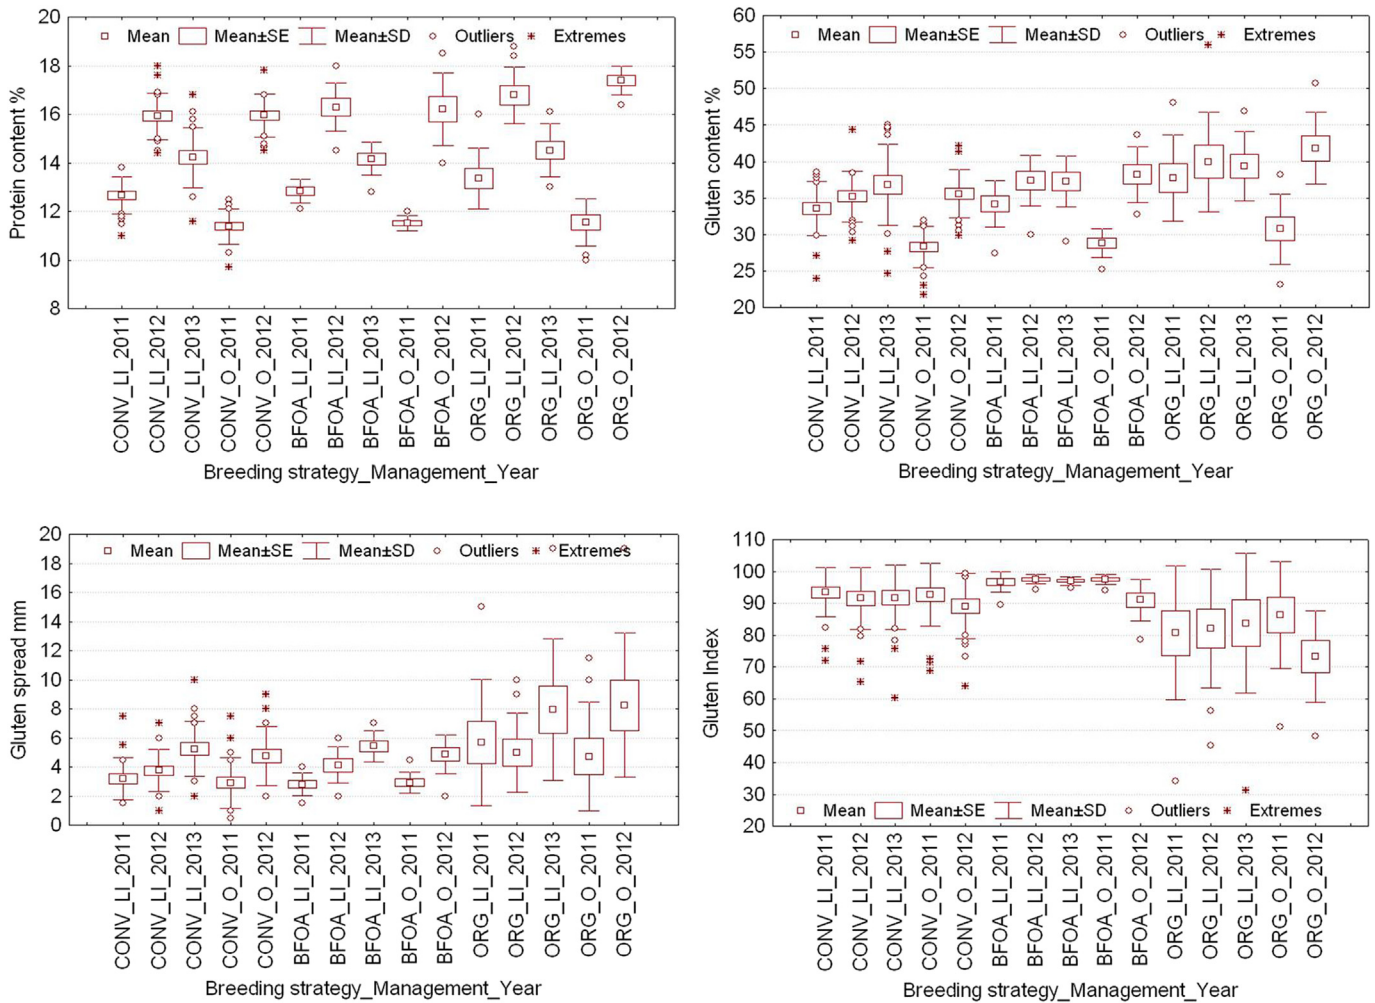 Mean Mean±SE Mean±SD Outliers Extremes
Protein content %
18
16
14
12
10
8
CONV_LI_2011
CONV_LI_2012
CONV_LI_2013
CONV_O_2011
CONV_O_2012
BFOA_LI_2011
BFOA_LI_2012
BFOA_LI_2013
BFOA_O_2011
BFOA_O_2012
ORG_LI_2011
ORG_LI_2012
ORG_LI_2013
ORG_O_2011
ORG_O_2012
Breeding strategy_Management_Year
60
Mean Mean±SE Mean±SD Outliers Extremes
Gluten content %
55
50
45
40
35
30
25
20
CONV_LI_2011
CONV_LI_2012
CONV_LI_2013
CONV_O_2011
CONV_O_2012
BFOA_LI_2011
BFOA_LI_2012
BFOA_LI_2013
BFOA_O_2011
BFOA_O_2012
ORG_LI_2011
ORG_LI_2012
ORG_LI_2013
ORG_O_2011
ORG_O_2012
Breeding strategy_Management_Year
20
Mean Mean±SE Mean±SD Outliers Extremes
Gluten spread mm
18
16
14
12
10
8
6
4
2
0
CONV_LI_2011
CONV_LI_2012
CONV_LI_2013
CONV_O_2011
CONV_O_2012
BFOA_LI_2011
BFOA_LI_2012
BFOA_LI_2013
BFOA_O_2011
BFOA_O_2012
ORG_LI_2011
ORG_LI_2012
ORG_LI_2013
ORG_O_2011
ORG_O_2012
Breeding strategy_Management_Year
Gluten Index
110
100
90
80
70
60
50
40
30
Mean Mean±SE Mean±SD Outliers Extremes
20
CONV_LI_2011
CONV_LI_2012
CONV_LI_2013
CONV_O_2011
CONV_O_2012
BFOA_LI_2011
BFOA_LI_2012
BFOA_LI_2013
BFOA_O_2011
BFOA_O_2012
ORG_LI_2011
ORG_LI_2012
ORG_LI_2013
ORG_O_2011
ORG_O_2012
Breeding strategy_Management_Year